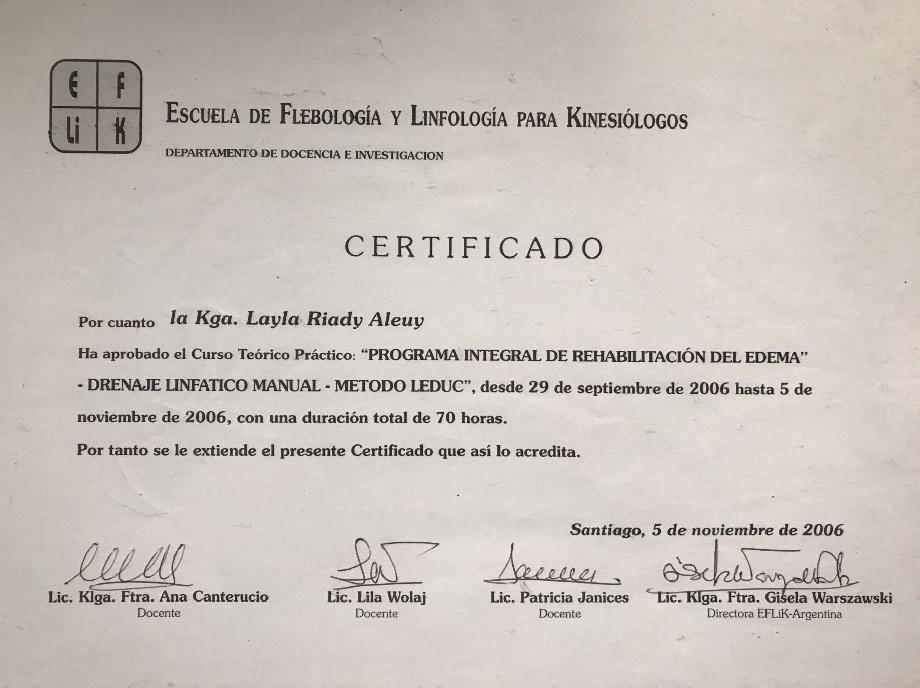 E F
Li K
ESCUELA DE FLEBOLOGÍA Y LINFOLOGÍA PARA KINESIÓLOGOS
DEPARTAMENTO DE DOCENCIA E INVESTIGACION
CERTIFICADO
Por cuanto la Kga. Layla Riady Aleuy
Ha aprobado el Curso Teórico Práctico: “PROGRAMA INTEGRAL DE REHABILITACIÓN DEL EDEMA”
- DRENAJE LINFATICO MANUAL - METODO LEDUC”, desde 29 de septiembre de 2006 hasta 5 de
noviembre de 2006, con una duración total de 70 horas.
Por tanto se le extiende el presente Certificado que así lo acredita.
Santiago, 5 de noviembre de 2006
Lic. Klga. Ftra. Ana Canterucio Lic. Lila Wolaj Lic. Patricia Janices Lic. Klga. Ftra. Gisela Warszawski
Docente Docente Docente Directora EFLiK-Argentina